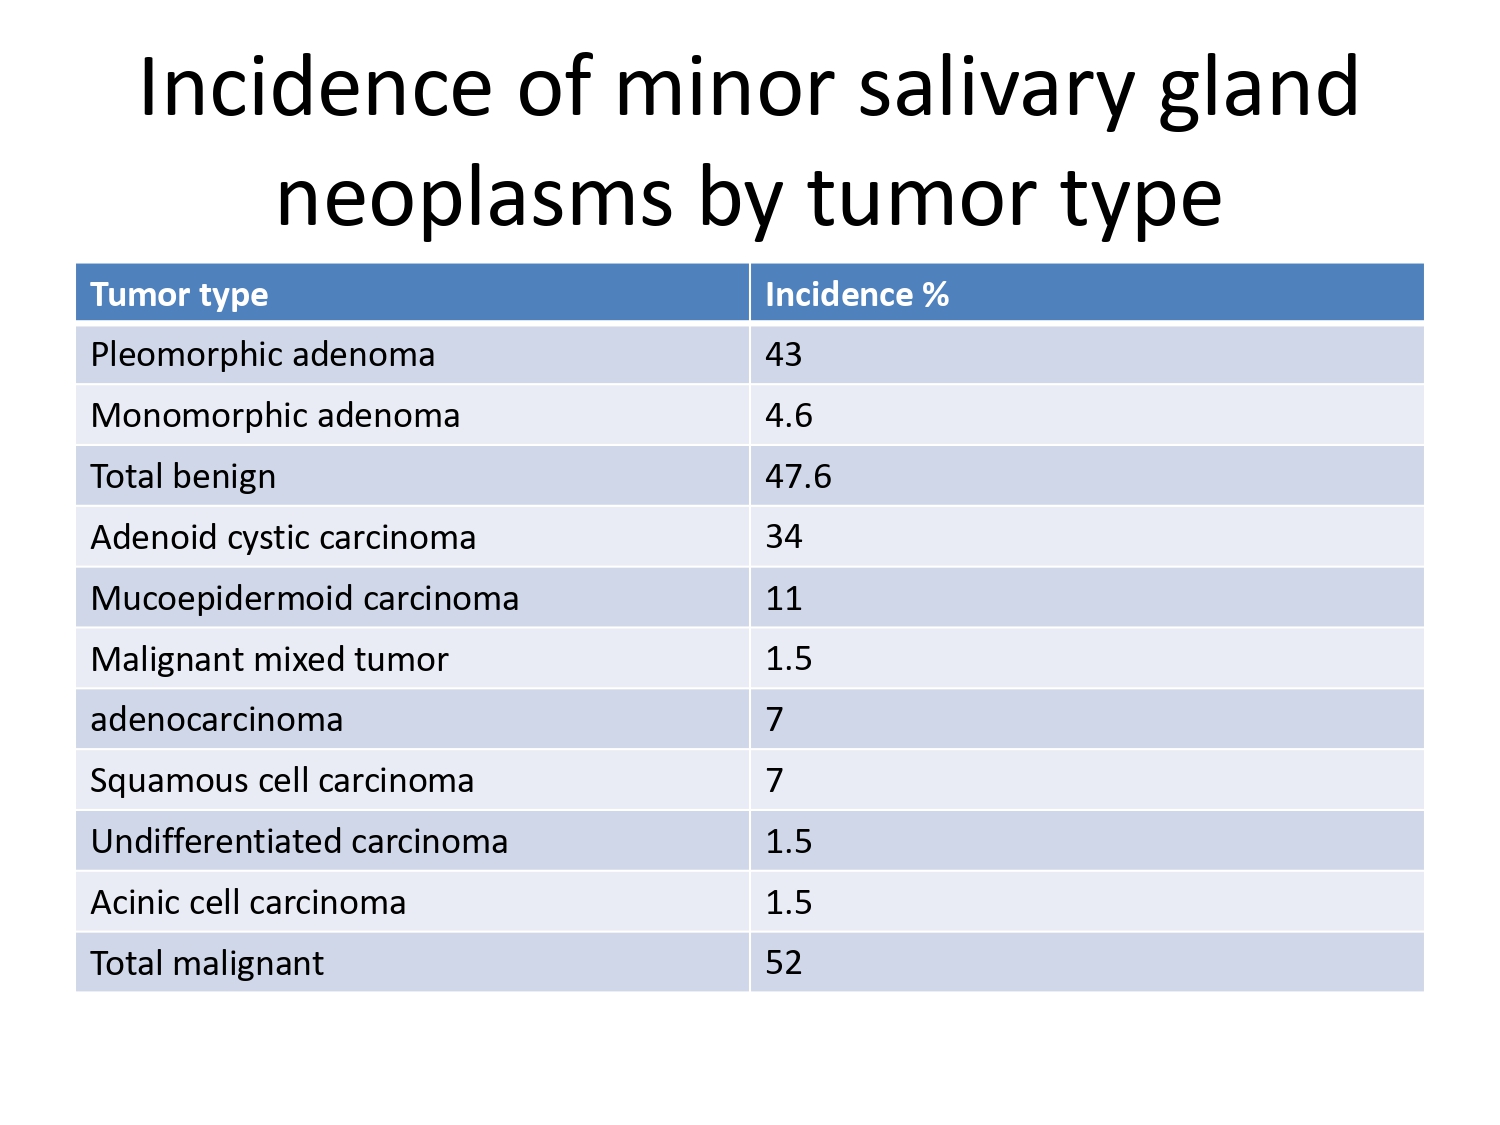 Incidence of minor salivary gland
neoplasms by tumor type
Tumor type Incidence %
Pleomorphic adenoma 43
Monomorphic adenoma 4.6
Total benign 47.6
Adenoid cystic carcinoma 34
Mucoepidermoid carcinoma 11
Malignant mixed tumor 1.5
adenocarcinoma 7
Squamous cell carcinoma 7
Undifferentiated carcinoma 1.5
Acinic cell carcinoma 1.5
Total malignant 52